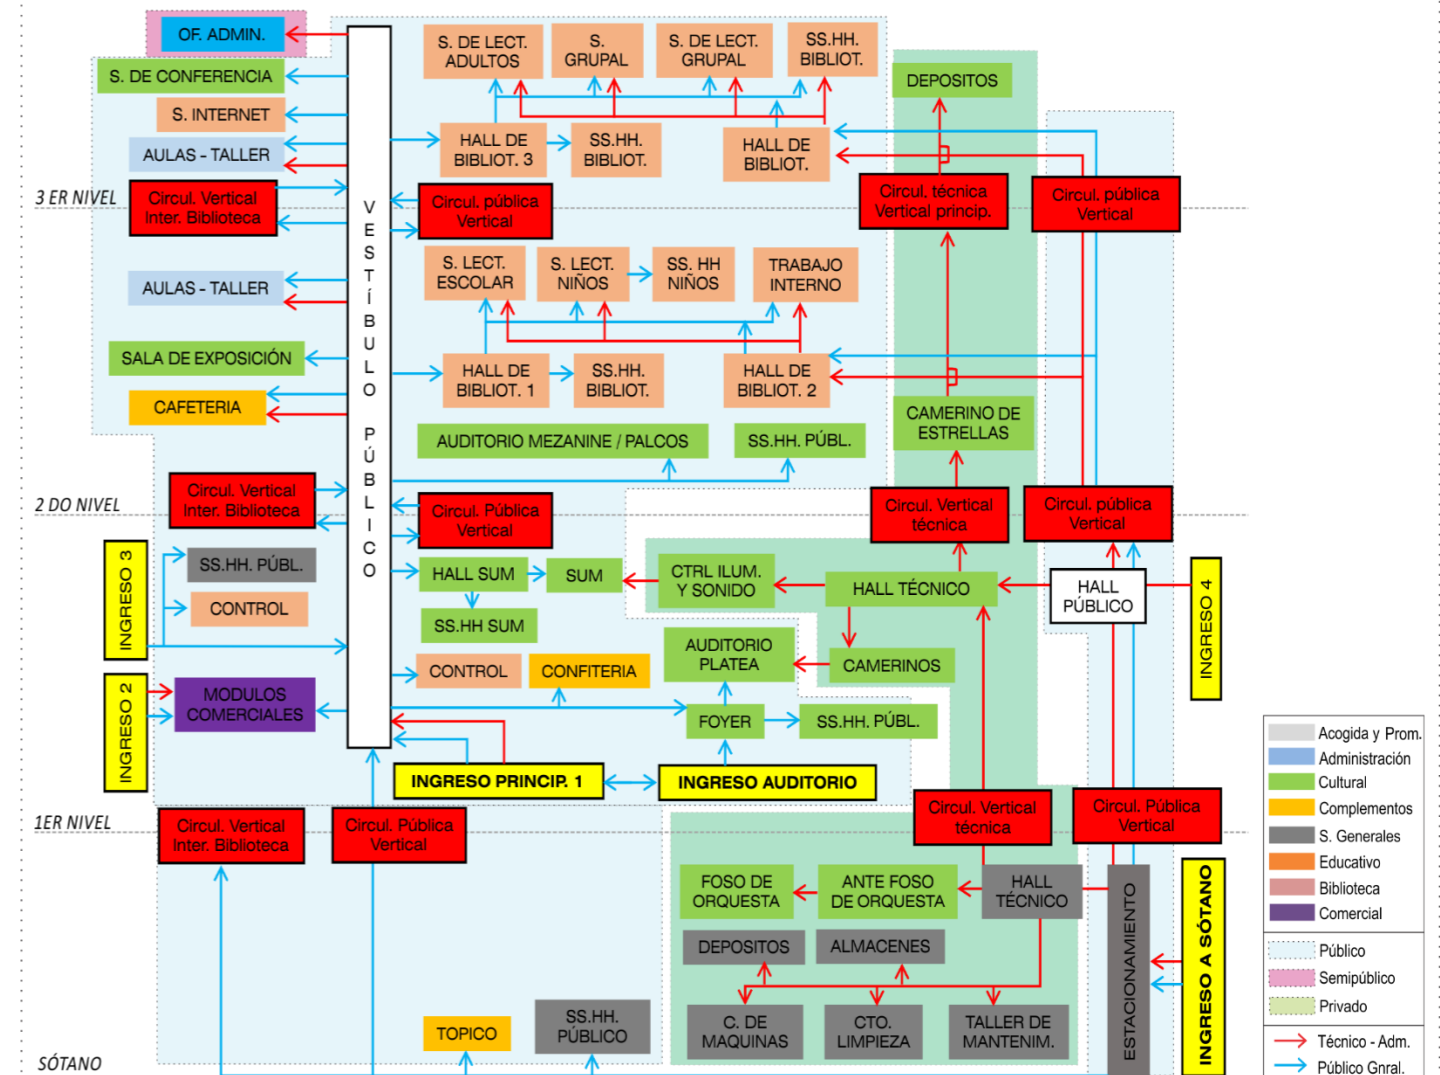 OF. ADMIN.
S. DE CONFERENCIA
S. INTERNET
AULAS - TALLER
3 ER NIVEL
Circul. Vertical
Inter. Biblioteca
AULAS - TALLER
SALA DE EXPOSICIÓN
CAFETERIA
2 DO NIVEL
Circul. Vertical
Inter. Biblioteca
INGRESO 3
SS.HH. PÚBL.
CONTROL
INGRESO 2
MODULOS
COMERCIALES
VESTÍBULO PÚBLICO
S. DE LECT.
ADULTOS
S.
GRUPAL
S. DE LECT.
GRUPAL
SS.HH.
BIBLIOT.
HALL DE
BIBLIOT. 3
SS.HH.
BIBLIOT.
HALL DE
BIBLIOT.
Circul. pública
Vertical
S. LECT.
ESCOLAR
S. LECT.
NIÑOS
SS. HH
NIÑOS
TRABAJO
INTERNO
HALL DE
BIBLIOT. 1
SS.HH.
BIBLIOT.
HALL DE
BIBLIOT. 2
AUDITORIO MEZANINE / PALCOS
SS.HH. PÚBL.
Circul. Pública
Vertical
HALL SUM
SUM
SS.HH SUM
CTRL ILUM.
Y SONIDO
HALL TÉCNICO
CONTROL
CONFITERIA
AUDITORIO
PLATEA
CAMERINOS
FOYER
SS.HH. PÚBL.
INGRESO PRINCIP. 1
INGRESO AUDITORIO
DEPOSITOS
Circul. técnica
Vertical princip.
Circul. pública
Vertical
CAMERINO DE
ESTRELLAS
Circul. Vertical
técnica
Circul. pública
Vertical
HALL
PÚBLICO
INGRESO 4
1ER NIVEL
Circul. Vertical
Inter. Biblioteca
Circul. Pública
Vertical
Circul. Vertical
técnica
Circul. Pública
Vertical
FOSO DE
ORQUESTA
ANTE FOSO
DE ORQUESTA
HALL
TÉCNICO
DEPOSITOS
ALMACENES
C. DE
MAQUINAS
CTO.
LIMPIEZA
TALLER DE
MANTENIM.
ESTACIONAMIENTO
INGRESO A SÓTANO
TOPICO
SS.HH.
PÚBLICO
SÓTANO
Acogida y Prom.
Administración
Cultural
Complementos
S. Generales
Educativo
Biblioteca
Comercial
Público
Semipúblico
Privado
Técnico - Adm.
Público Gnral.